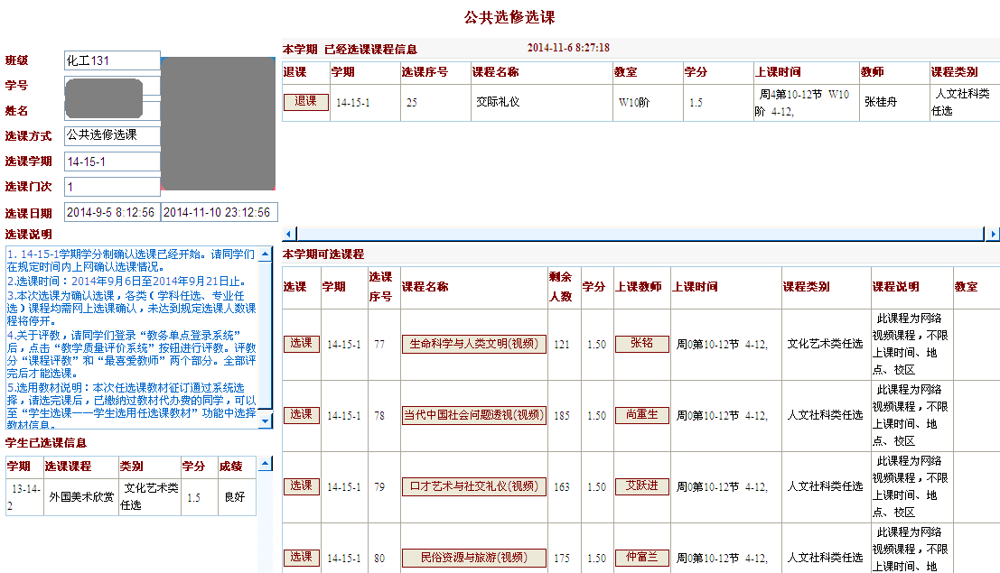 公共选修选课
班级 化工131
学号
姓名
选课方式 公共选修选课
选课学期 14-15-1
选课门次 1
选课日期 2014-9-5 8:12:56 2014-11-10 23:12:56
选课说明
1. 14-15-1学期学分制确认选课已经开始。请同学们
在规定时间内上网确认选课情况。
2.选课时间：2014年9月6日至2014年9月21日止。
3.本次选课为确认选课，各类（学科任选、专业任
选）课程均需网上选课确认，未达到规定选课人数课
程将停开。
4.关于评教，请同学们登录“教务单点登录系统”
后，点击“教学质量评价系统”按钮进行评教。评教
分“课程评教”和“最喜爱教师”两个部分。全部评
完后才能选课。
5.选用教材说明：本次任选课教材征订通过系统选
择，请选完课后，已缴纳过教材代办费的同学，可以
至“学生选课——学生选用任选课教材”功能中选择
教材信息。
学生已选课信息
学期 选课课程 类别 学分 成绩
13-14- 外国美术欣赏 文化艺术类 1.5 良好
2 任选
本学期 已经选课课程信息 2014-11-6 8:27:18
退课 学期 选课序号 课程名称 教室 学分 上课时间 教师 课程类别
退课 14-15-1 25 交际礼仪 W10阶 1.5 周4第10-12节 W10 张桂舟 人文社科类
阶 4-12, 任选
本学期可选课程
选课 学期 选课 课程名称 剩余 学分 上课教师 上课时间 课程类别 课程说明 教室
序号 人数
选课 14-15-1 77 生命科学与人类文明(视频) 121 1.50 张铭 周0第10-12节 4-12, 文化艺术类任选 此课程为网络
视频课程，不限
上课时间、地
点、校区
选课 14-15-1 78 当代中国社会问题透视(视频) 185 1.50 尚重生 周0第10-12节 4-12, 人文社科类任选 此课程为网络
视频课程，不限
上课时间、地
点、校区
选课 14-15-1 79 口才艺术与社交礼仪(视频) 163 1.50 艾跃进 周0第10-12节 4-12, 人文社科类任选 此课程为网络
视频课程，不限
上课时间、地
点、校区
选课 14-15-1 80 民俗资源与旅游(视频) 175 1.50 仲富兰 周0第10-12节 4-12, 人文社科类任选 此课程为网络
视频课程，不限
上课时间、地